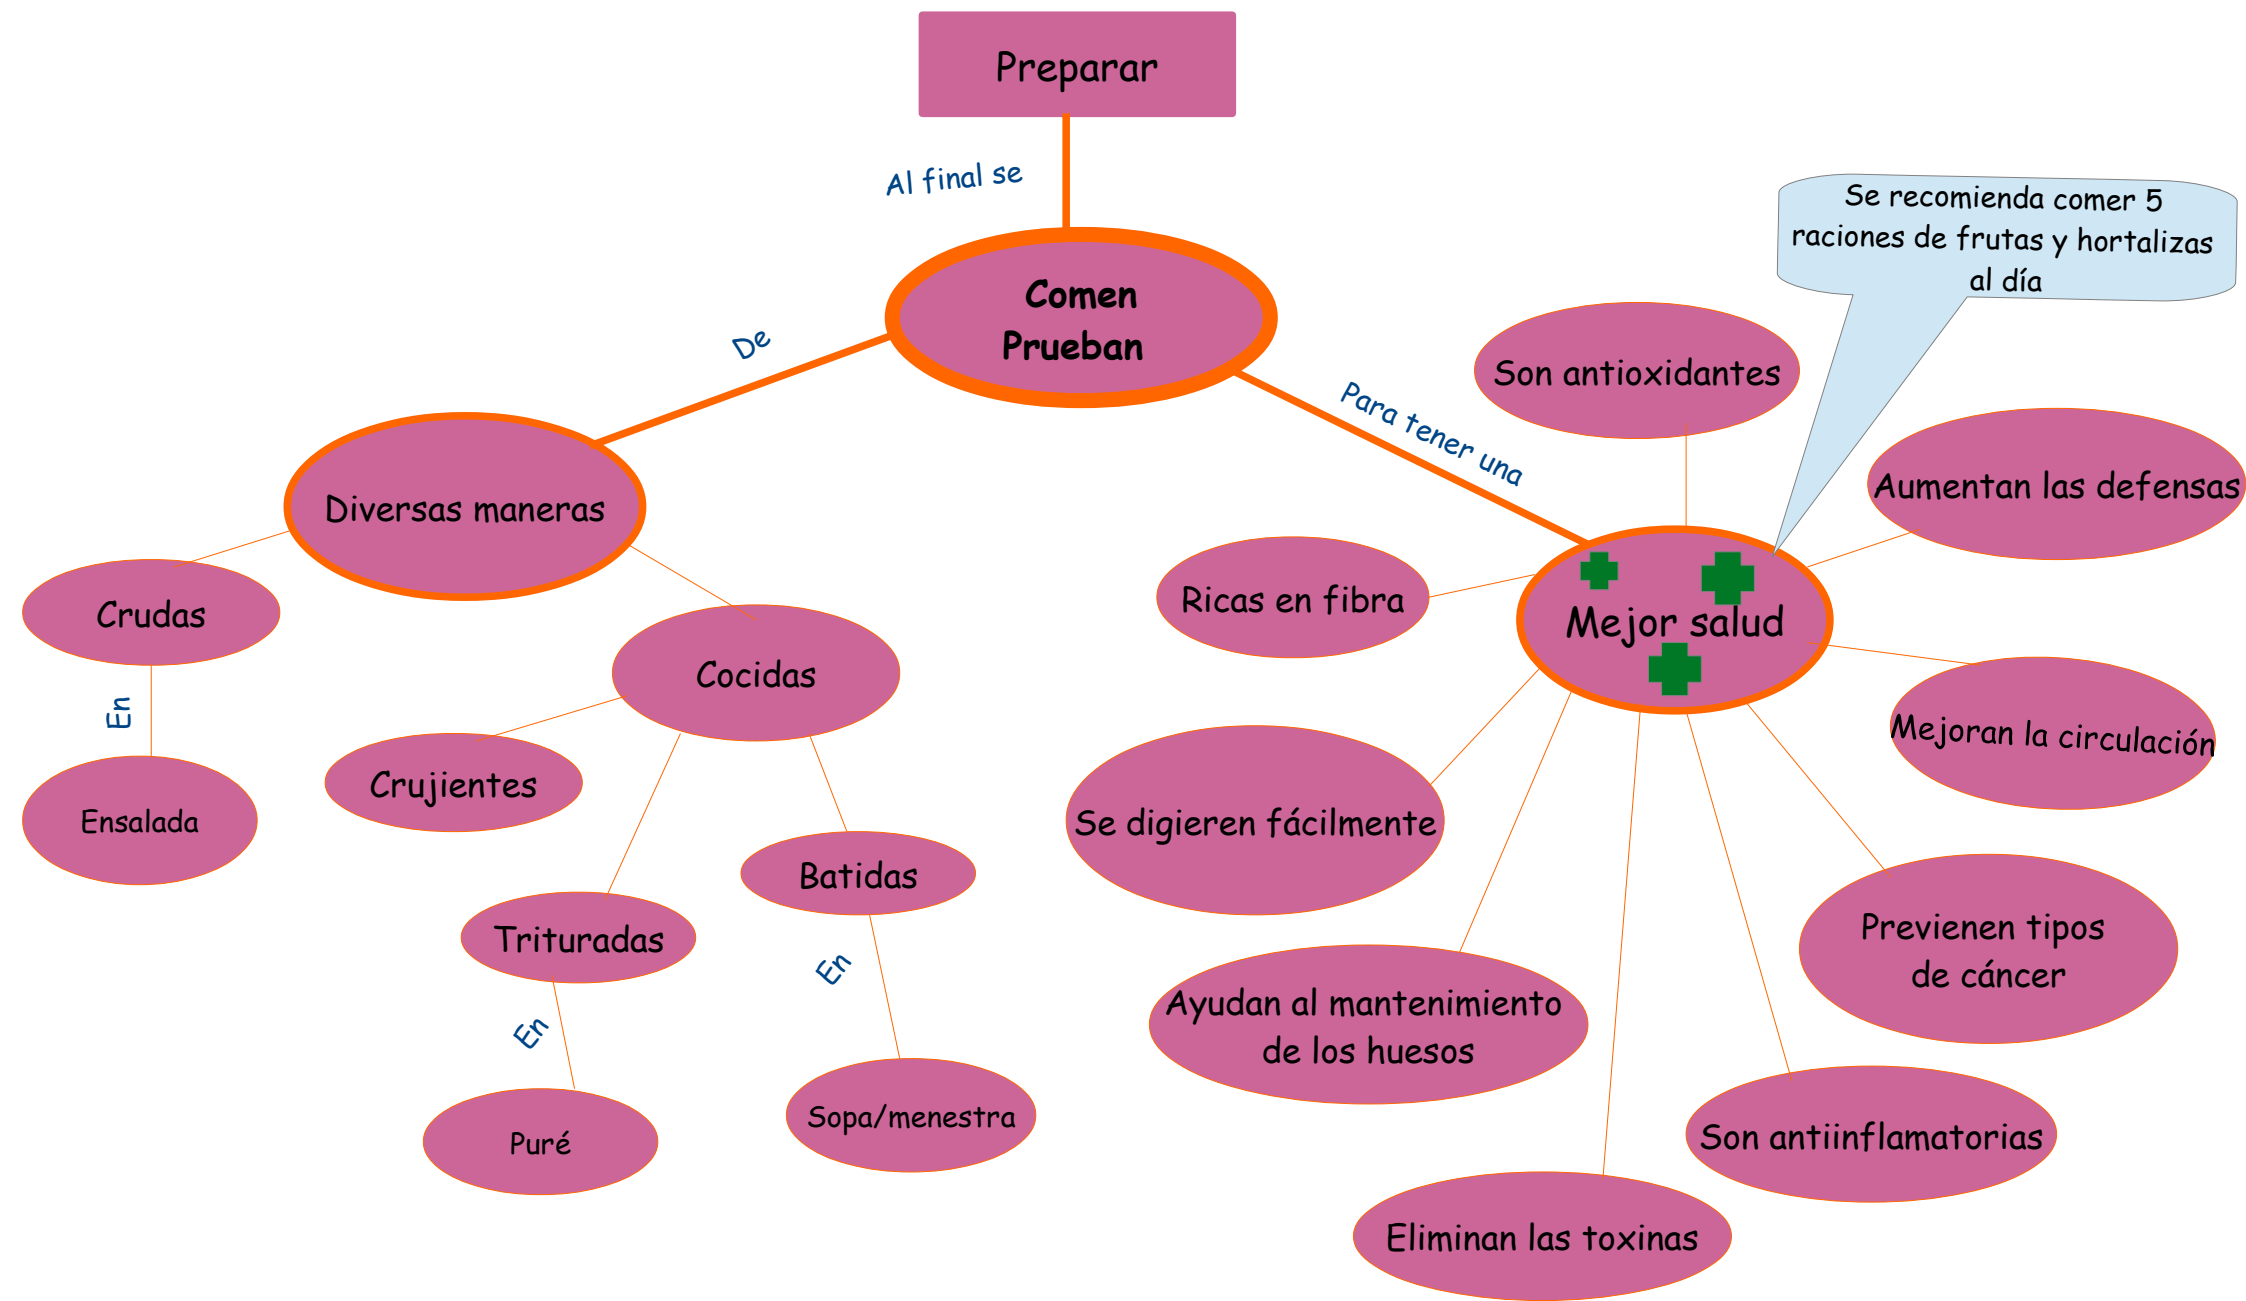 Preparar
Al final se
Se recomienda comer 5
raciones de frutas y hortalizas
al día
Comen
Prueban
De
Para tener una
Son antioxidantes
Aumentan las defensas
Diversas maneras
Ricas en fibra
Mejor salud
Crudas
Cocidas
En
Mejoran la circulación
Crujientes
Ensalada
Se digieren fácilmente
Batidas
Trituradas
En
Previenen tipos
de cáncer
En
Ayudan al mantenimiento
de los huesos
Puré
Sopa/menestra
Son antiinflamatorias
Eliminan las toxinas